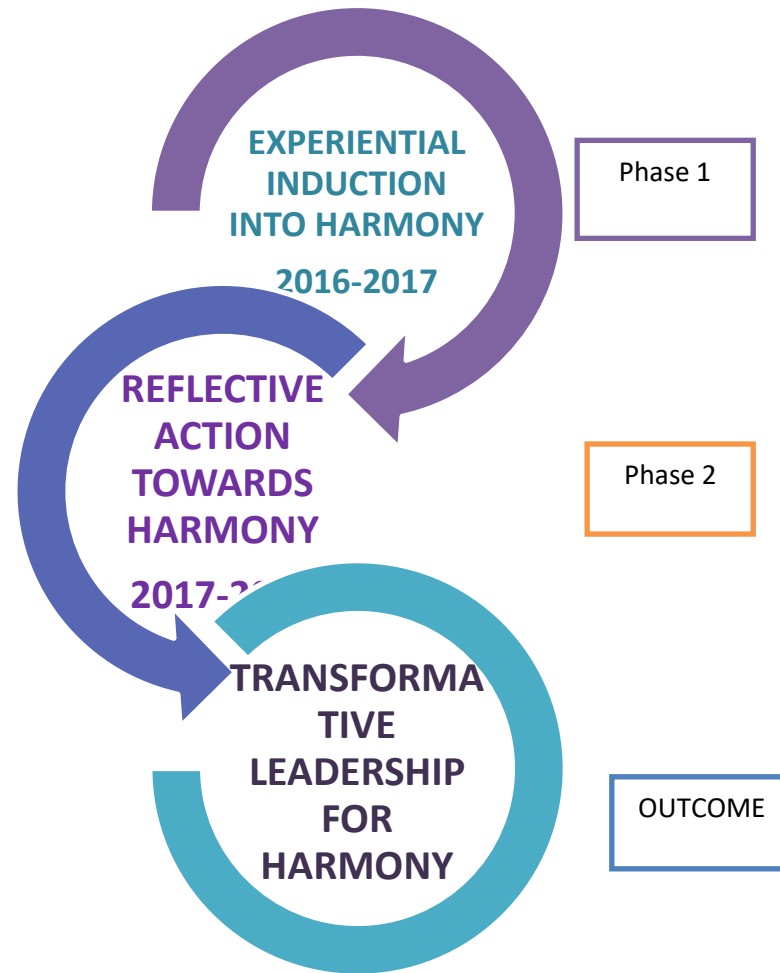 EXPERIENTIAL
INDUCTION
INTO HARMONY
2016-2017
Phase 1
REFLECTIVE
ACTION
TOWARDS
HARMONY
2017-2
Phase 2
TRANSFORMA
TIVE
LEADERSHIP
FOR
HARMONY
OUTCOME